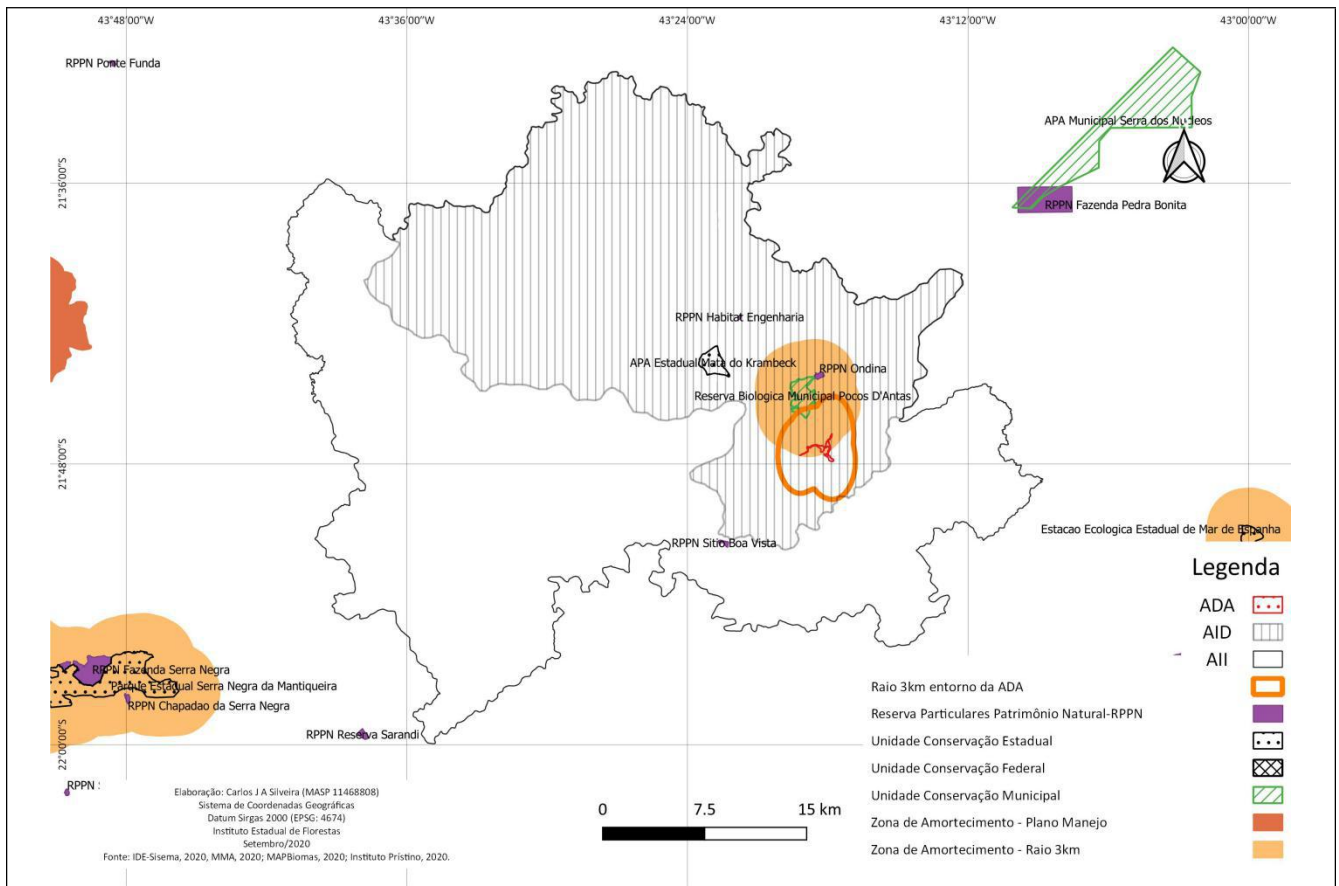 43°48'00"W
43°36'00"W
43°24'00"W
43°12'00"W
43°00'00"W
RPPN Ponte Funda
APA Municipal Serra dos Nucleos
21°36'00"S
RPPN Fazenda Pedra Bonita
RPPN Habitat Engenharia
APA Estadual Mata do Krambeck
RPPN Ondina
Reserva Biologica Municipal Pocos D'Antas
21°48'00"S
Estacao Ecologica Estadual de Mar de Espanha
RPPN Sitio Boa Vista
Legenda
ADA
AID
AII
RPPN Fazenda Serra Negra
Parque Estadual Serra Negra da Mantiqueira
RPPN Chapadao da Serra Negra
Raio 3km entorno da ADA
Reserva Particulares Patrimônio Natural-RPPN
RPPN Reserva Sarandi
22°00'00"S
Unidade Conservação Estadual
Unidade Conservação Federal
RPPN :
Unidade Conservação Municipal
Zona de Amortecimento - Plano Manejo
Zona de Amortecimento - Raio 3km
Elaboração: Carlos J A Silveira (MASP 11468808)
Sistema de Coordenadas Geográficas
Datum Sirgas 2000 (EPSG: 4674)
Instituto Estadual de Florestas
Setembro/2020
Fonte: IDE-Sisema, 2020, MMA, 2020; MAPBiomas, 2020; Instituto Prístino, 2020.
0 7.5 15 km